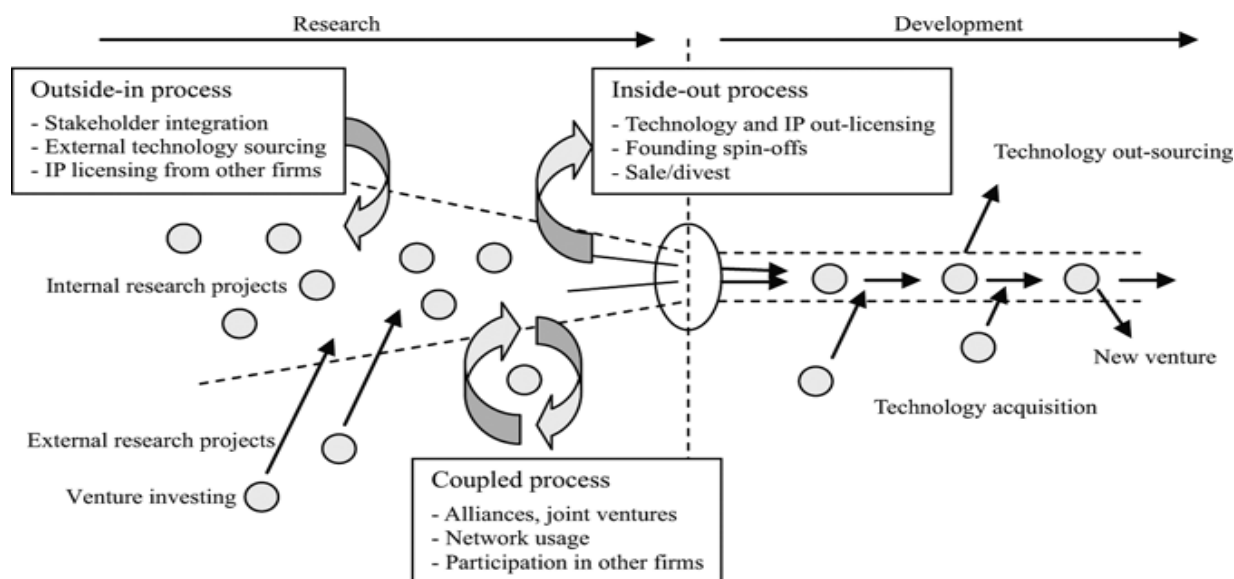 Research
Development
Outside-in process
- Stakeholder integration
- External technology sourcing
- IP licensing from other firms
Inside-out process
- Technology and IP out-licensing
- Founding spin-offs
- Sale/divest
Technology out-sourcing
Internal research projects
New venture
Technology acquisition
External research projects
Venture investing
Coupled process
- Alliances, joint ventures
- Network usage
- Participation in other firms